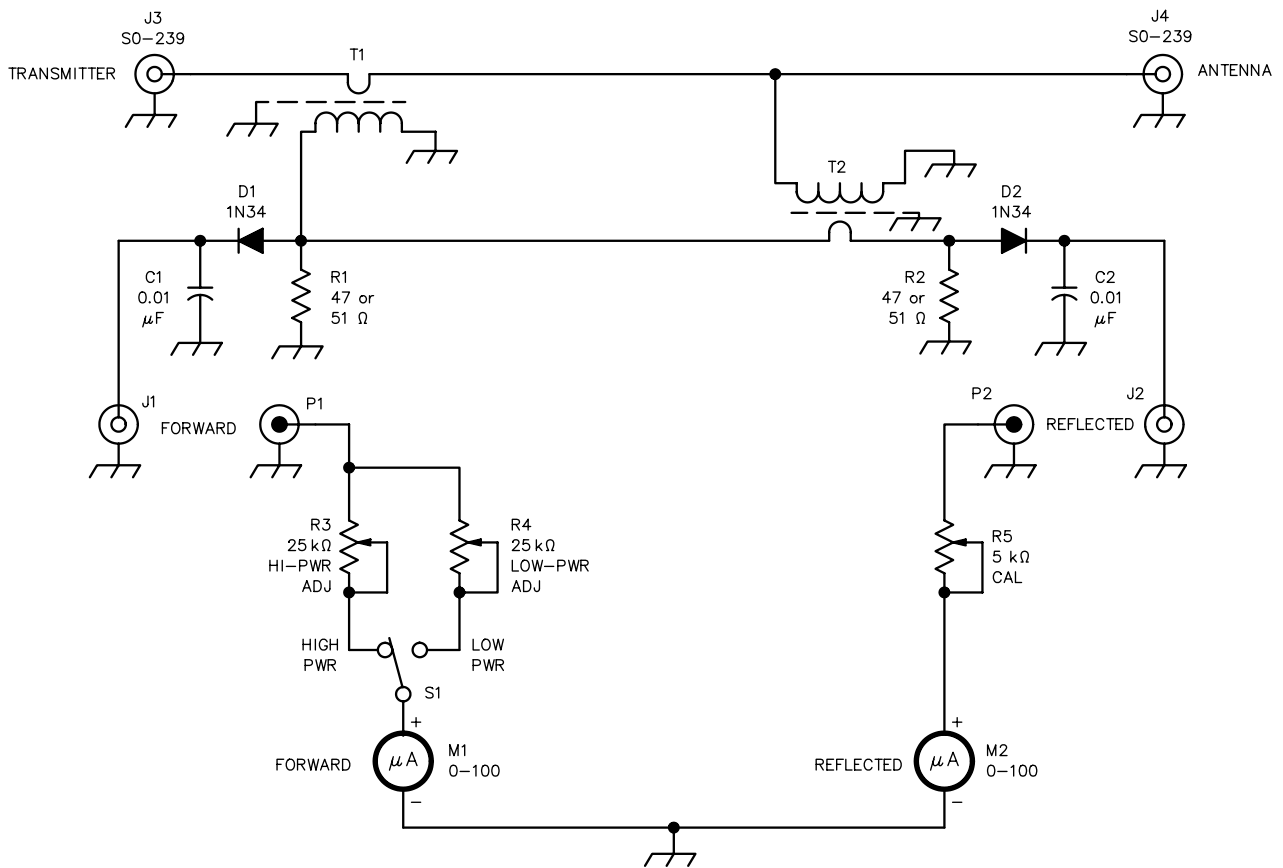 J3
SO-239
TRANSMITTER
T1
J4
SO-239
ANTENNA
T2
D1
1N34
D2
1N34
C1
0.01
μF
R1
47 or
51 Ω
R2
47 or
51 Ω
C2
0.01
μF
J1
FORWARD
P1
P2
REFLECTED
J2
R3
25 kΩ
HI-PWR
ADJ
R4
25 kΩ
LOW-PWR
ADJ
R5
5 kΩ
CAL
HIGH
PWR
LOW
PWR
S1
+
FORWARD
μA
M1
0-100
-
+
REFLECTED
μA
M2
0-100
-